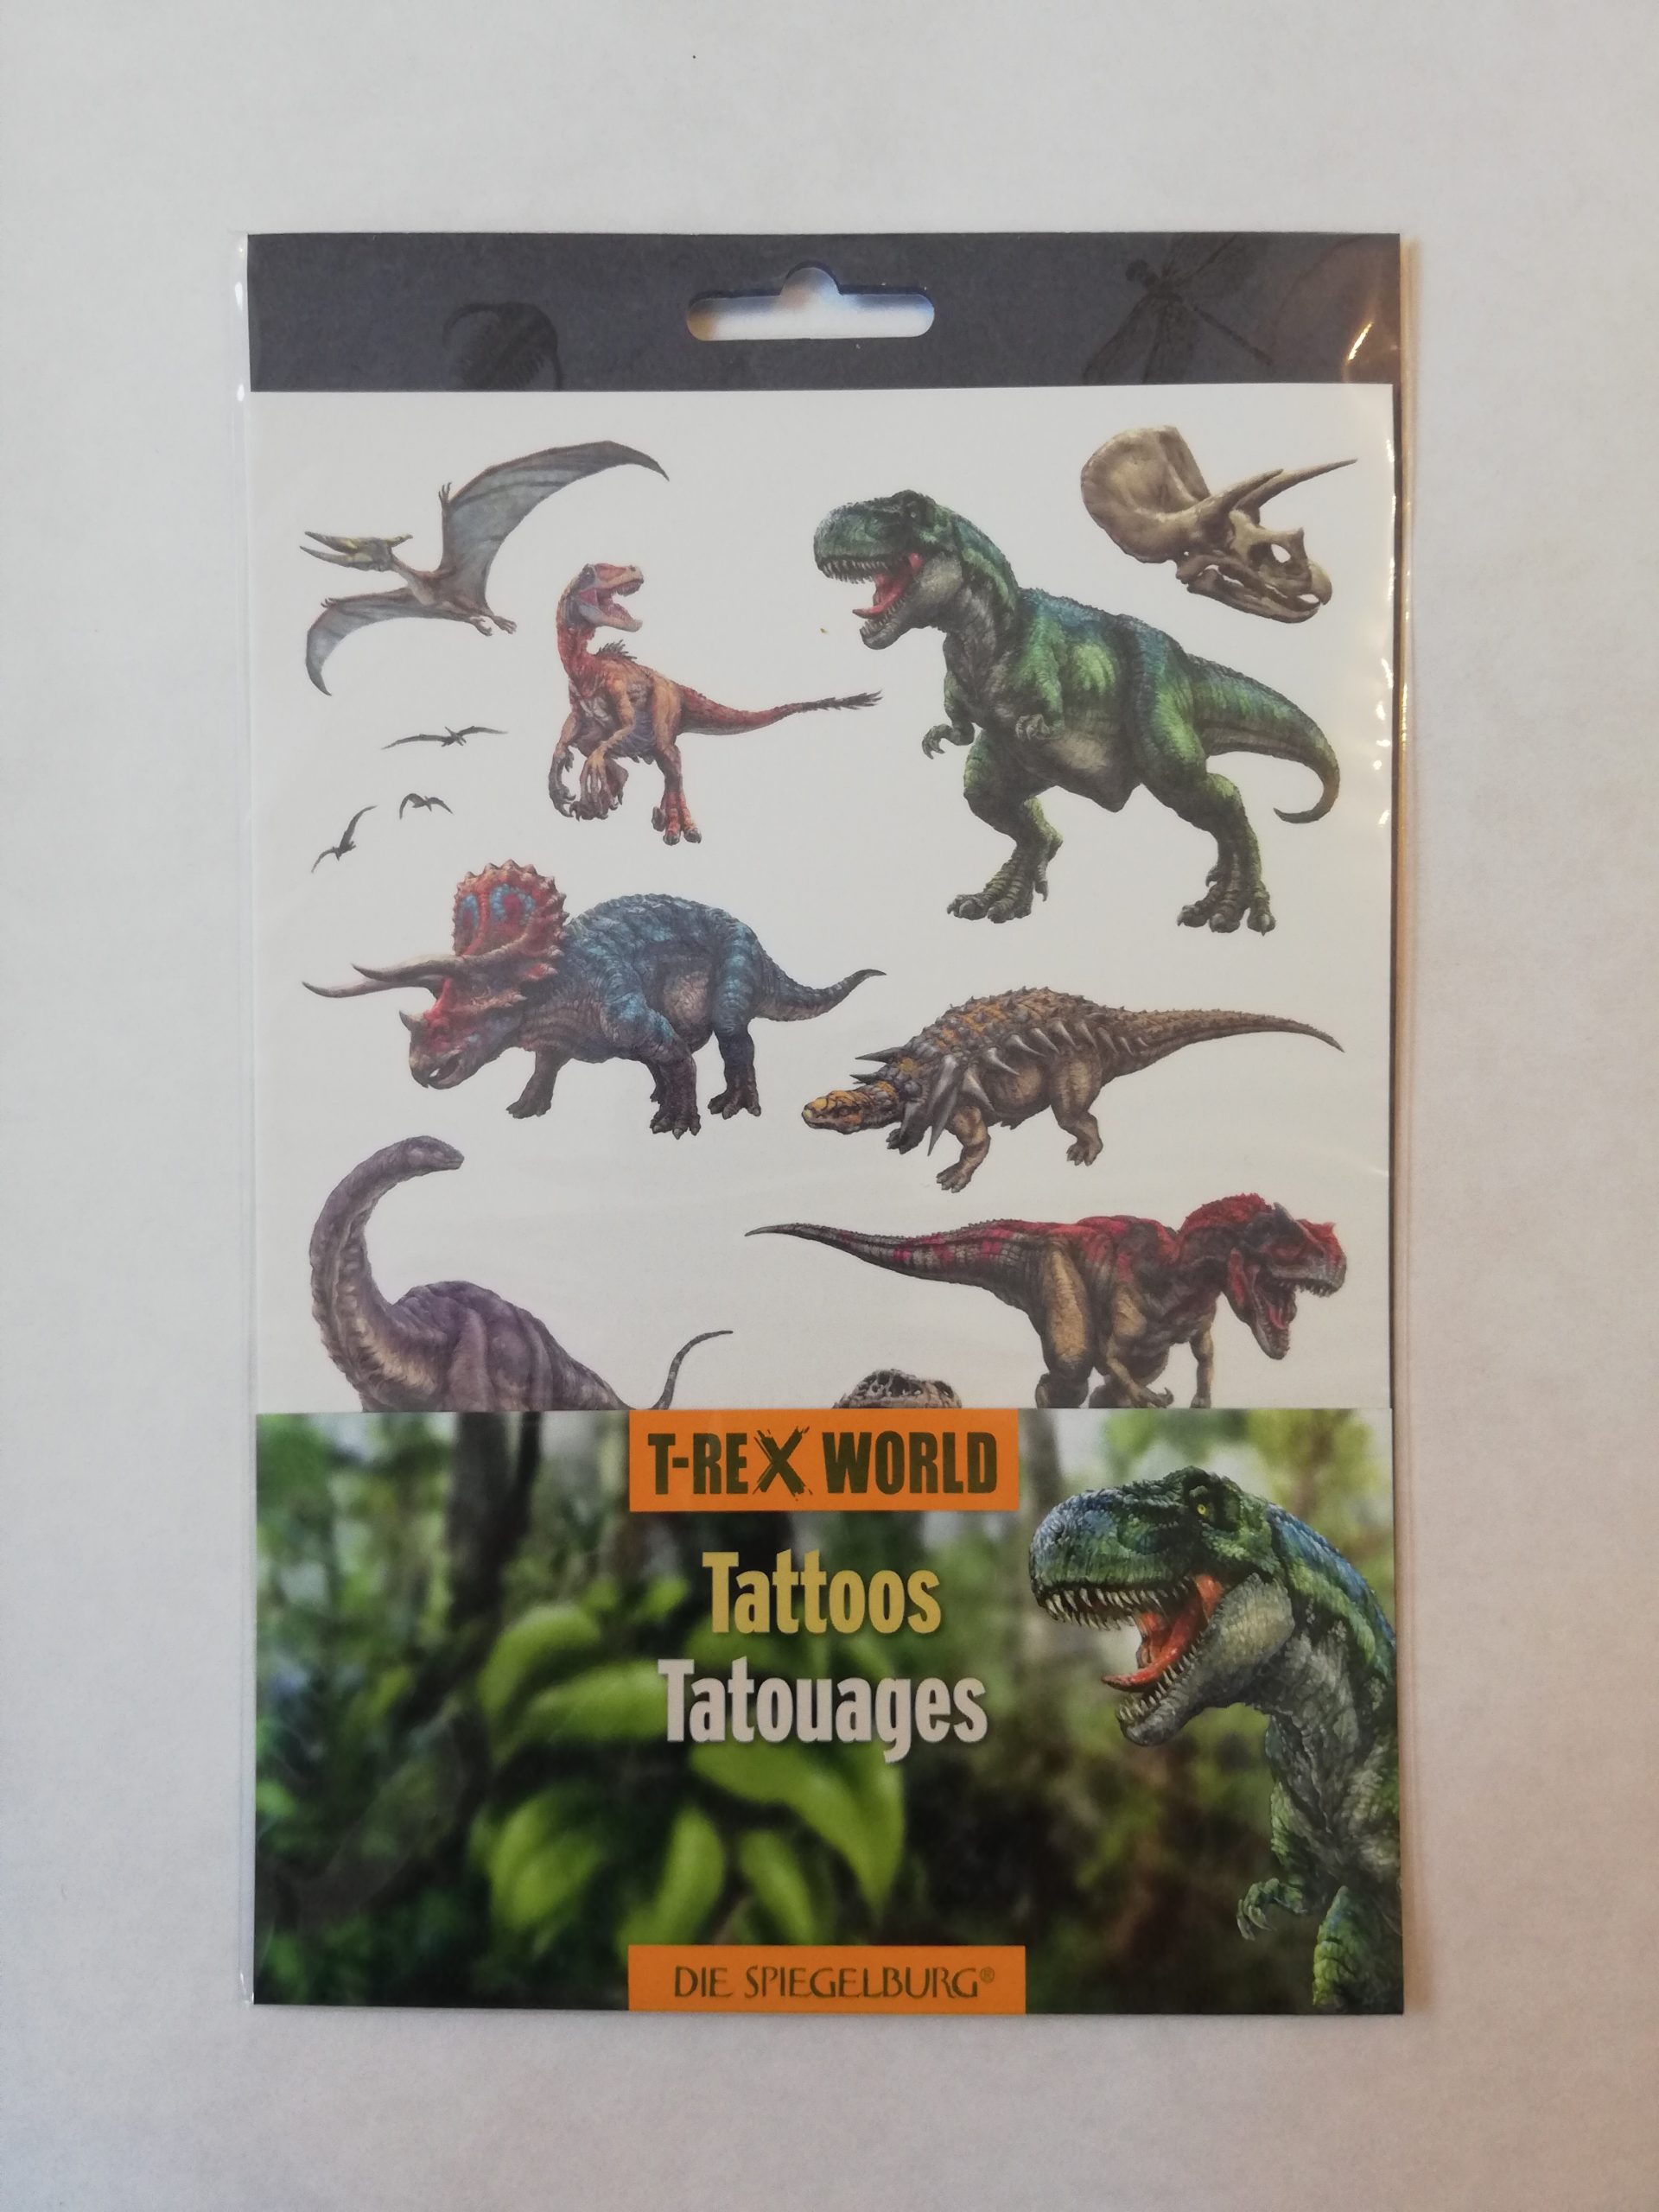 T-REX WORLD
Tattoos
Tatouages
DIE SPIEGELBURG®